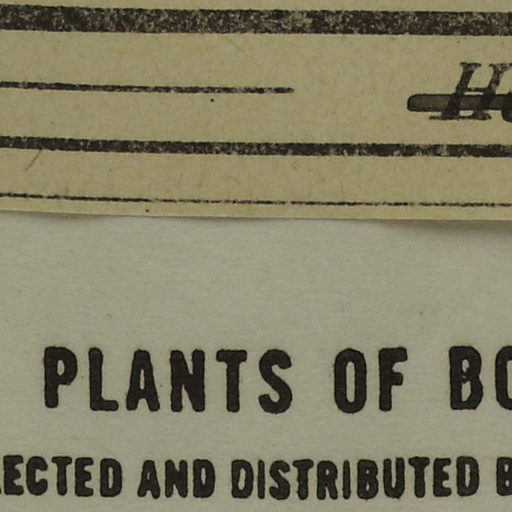 PLANTS OF BO
LECTED AND DISTRIBUTED B